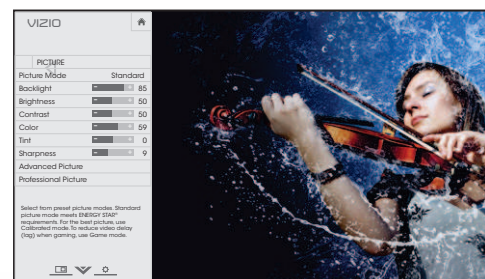 VIZIO
PICTURE
Picture Mode Standard
Backlight 85
Brightness 50
Contrast 50
Color 59
Tint 0
Sharpness 9
Advanced Picture
Professional Picture
Select from preset picture modes. Standard
picture mode meets ENERGY STAR®
requirements. For the best picture, use
Calibrated mode. To reduce video delay
(lag) when gaming, use Game mode.